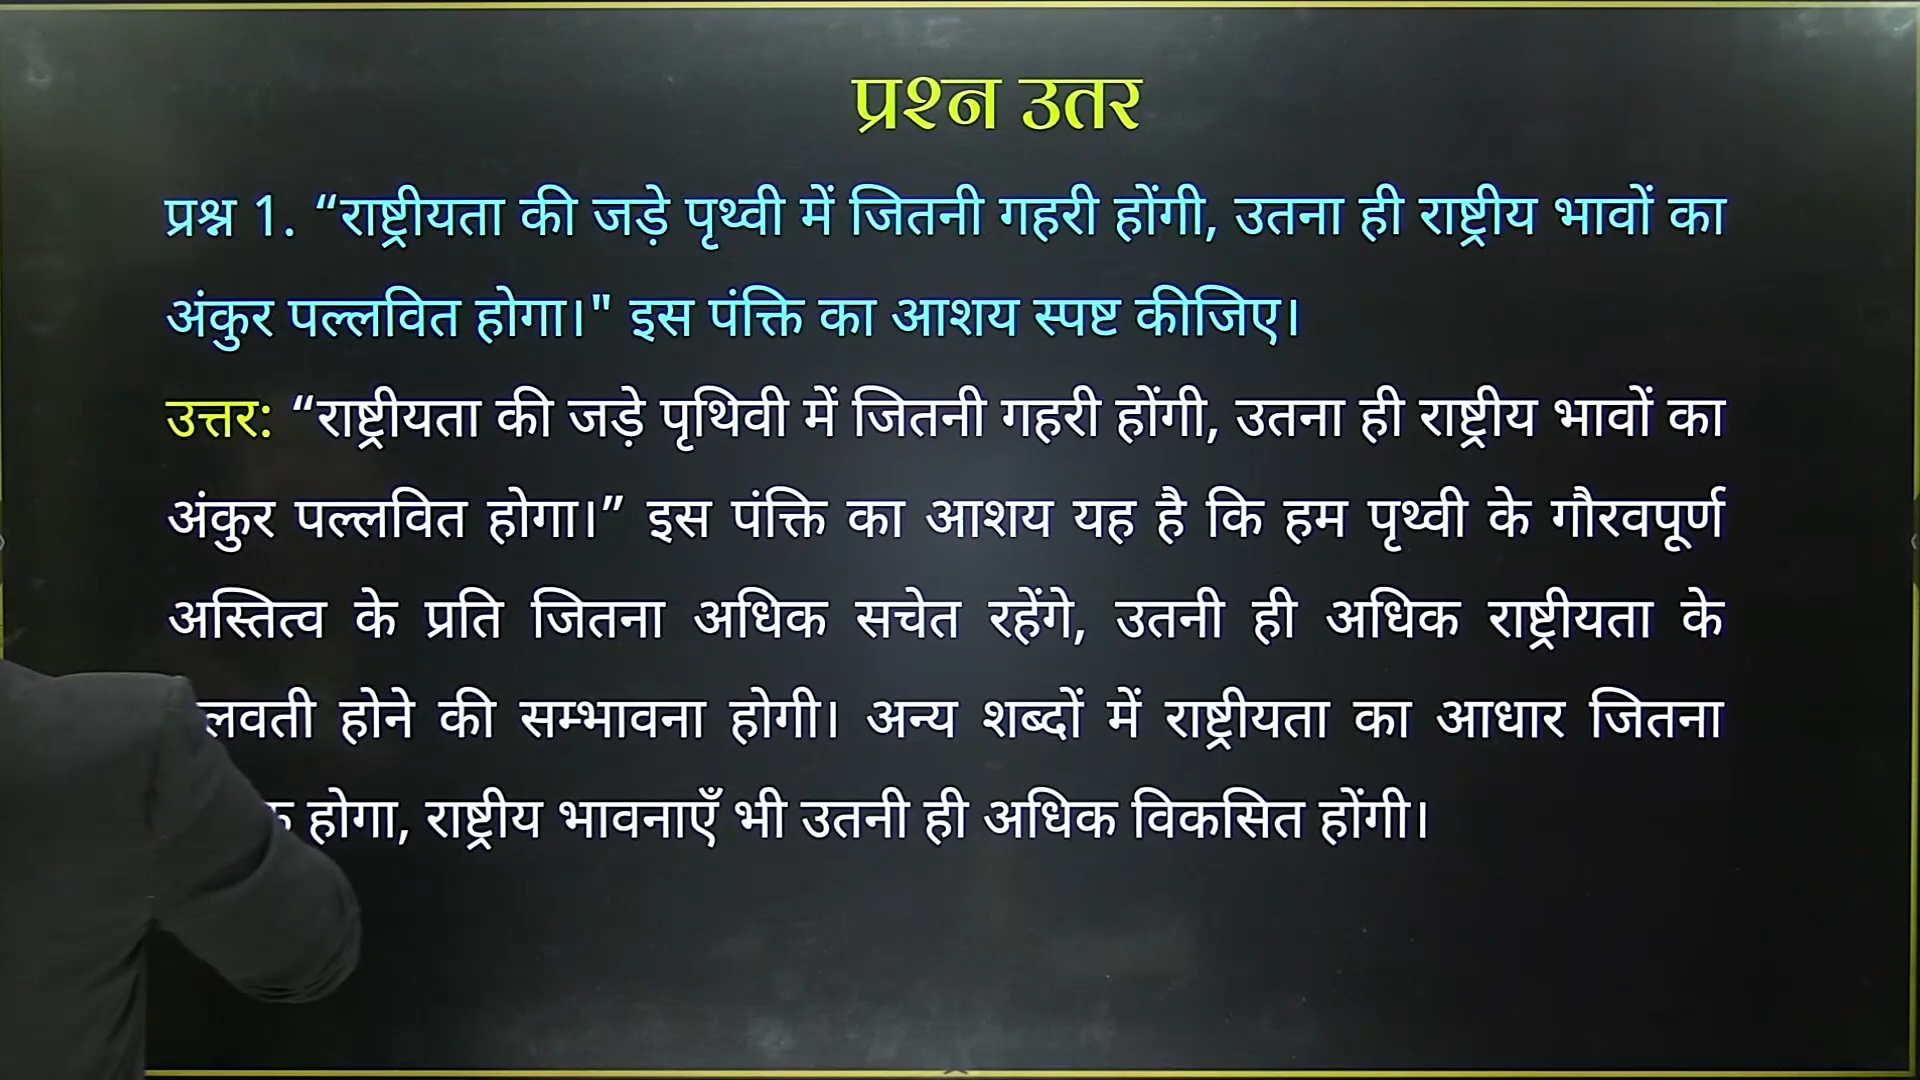 प्रश्न उतर
प्रश्न 1. “राष्ट्रीयता की जड़े पृथ्वी में जितनी गहरी होंगी, उतना ही राष्ट्रीय भावों का
अंकुर पल्लवित होगा।" इस पंक्ति का आशय स्पष्ट कीजिए।
उत्तर: “राष्ट्रीयता की जड़े पृथिवी में जितनी गहरी होंगी, उतना ही राष्ट्रीय भावों का
अंकुर पल्लवित होगा।” इस पंक्ति का आशय यह है कि हम पृथ्वी के गौरवपूर्ण
अस्तित्व के प्रति जितना अधिक सचेत रहेंगे, उतनी ही अधिक राष्ट्रीयता के
होने की सम्भावना होगी। अन्य शब्दों में राष्ट्रीयता का आधार जितना
होगा, राष्ट्रीय भावनाएँ भी उतनी ही अधिक विकसित होंगी।